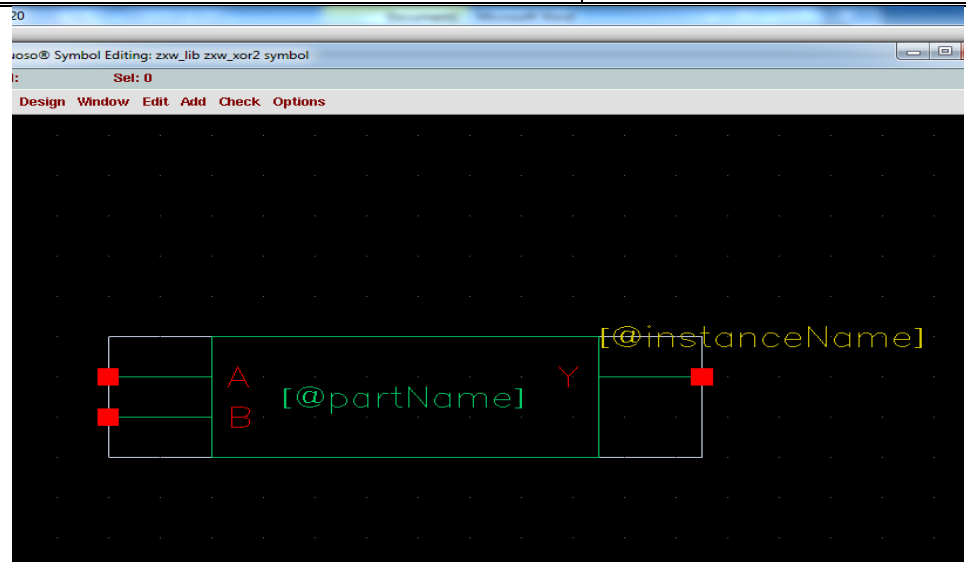 20
uoso® Symbol Editing: zxw_lib zxw_xor2 symbol
Sel: 0
Design Window Edit Add Check Options
[@instanceName]
A
[@partName]
Y
B